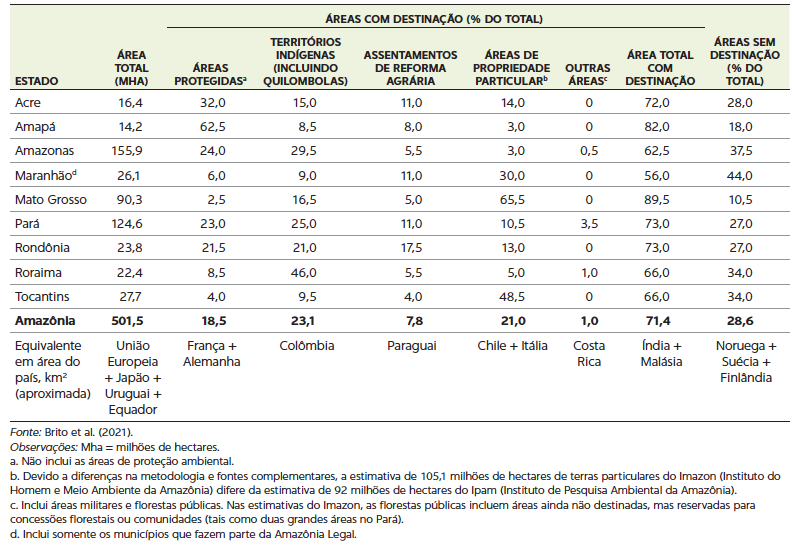 ÁREAS COM DESTINAÇÃO (% DO TOTAL)
ESTADO | ÁREA TOTAL (MHA) | ÁREAS PROTEGIDASᵃ | TERRITÓRIOS INDÍGENAS (INCLUINDO QUILOMBOLAS) | ASSENTAMENTOS DE REFORMA AGRÁRIA | ÁREAS DE PROPRIEDADE PARTICULARᵇ | OUTRAS ÁREASᶜ | ÁREA TOTAL COM DESTINAÇÃO | ÁREAS SEM DESTINAÇÃO (% DO TOTAL)
Acre 16,4 32,0 15,0 11,0 14,0 0 72,0 28,0
Amapá 14,2 62,5 8,5 8,0 3,0 0 82,0 18,0
Amazonas 155,9 24,0 29,5 5,5 3,0 0,5 62,5 37,5
Maranhãoᵈ 26,1 6,0 9,0 11,0 30,0 0 56,0 44,0
Mato Grosso 90,3 2,5 16,5 5,0 65,5 0 89,5 10,5
Pará 124,6 23,0 25,0 11,0 10,5 3,5 73,0 27,0
Rondônia 23,8 21,5 21,0 17,5 13,0 0 73,0 27,0
Roraima 22,4 8,5 46,0 5,5 5,0 1,0 66,0 34,0
Tocantins 27,7 4,0 9,5 4,0 48,5 0 66,0 34,0
Amazônia 501,5 18,5 23,1 7,8 21,0 1,0 71,4 28,6
Equivalente em área do país, km² (aproximada) | União Europeia + Japão + Uruguai + Equador | França + Alemanha | Colômbia | Paraguai | Chile + Itália | Costa Rica | Índia + Malásia | Noruega + Suécia + Finlândia
Fonte: Brito et al. (2021).
Observações: Mha = milhões de hectares.
a. Não inclui as áreas de proteção ambiental.
b. Devido a diferenças na metodologia e fontes complementares, a estimativa de 105,1 milhões de hectares de terras particulares do Imazon (Instituto do
Homem e Meio Ambiente da Amazônia) difere da estimativa de 92 milhões de hectares do Ipam (Instituto de Pesquisa Ambiental da Amazônia).
c. Inclui áreas militares e florestas públicas. Nas estimativas do Imazon, as florestas públicas incluem áreas ainda não destinadas, mas reservadas para
concessões florestais ou comunidades (tais como duas grandes áreas no Pará).
d. Inclui somente os municípios que fazem parte da Amazônia Legal.